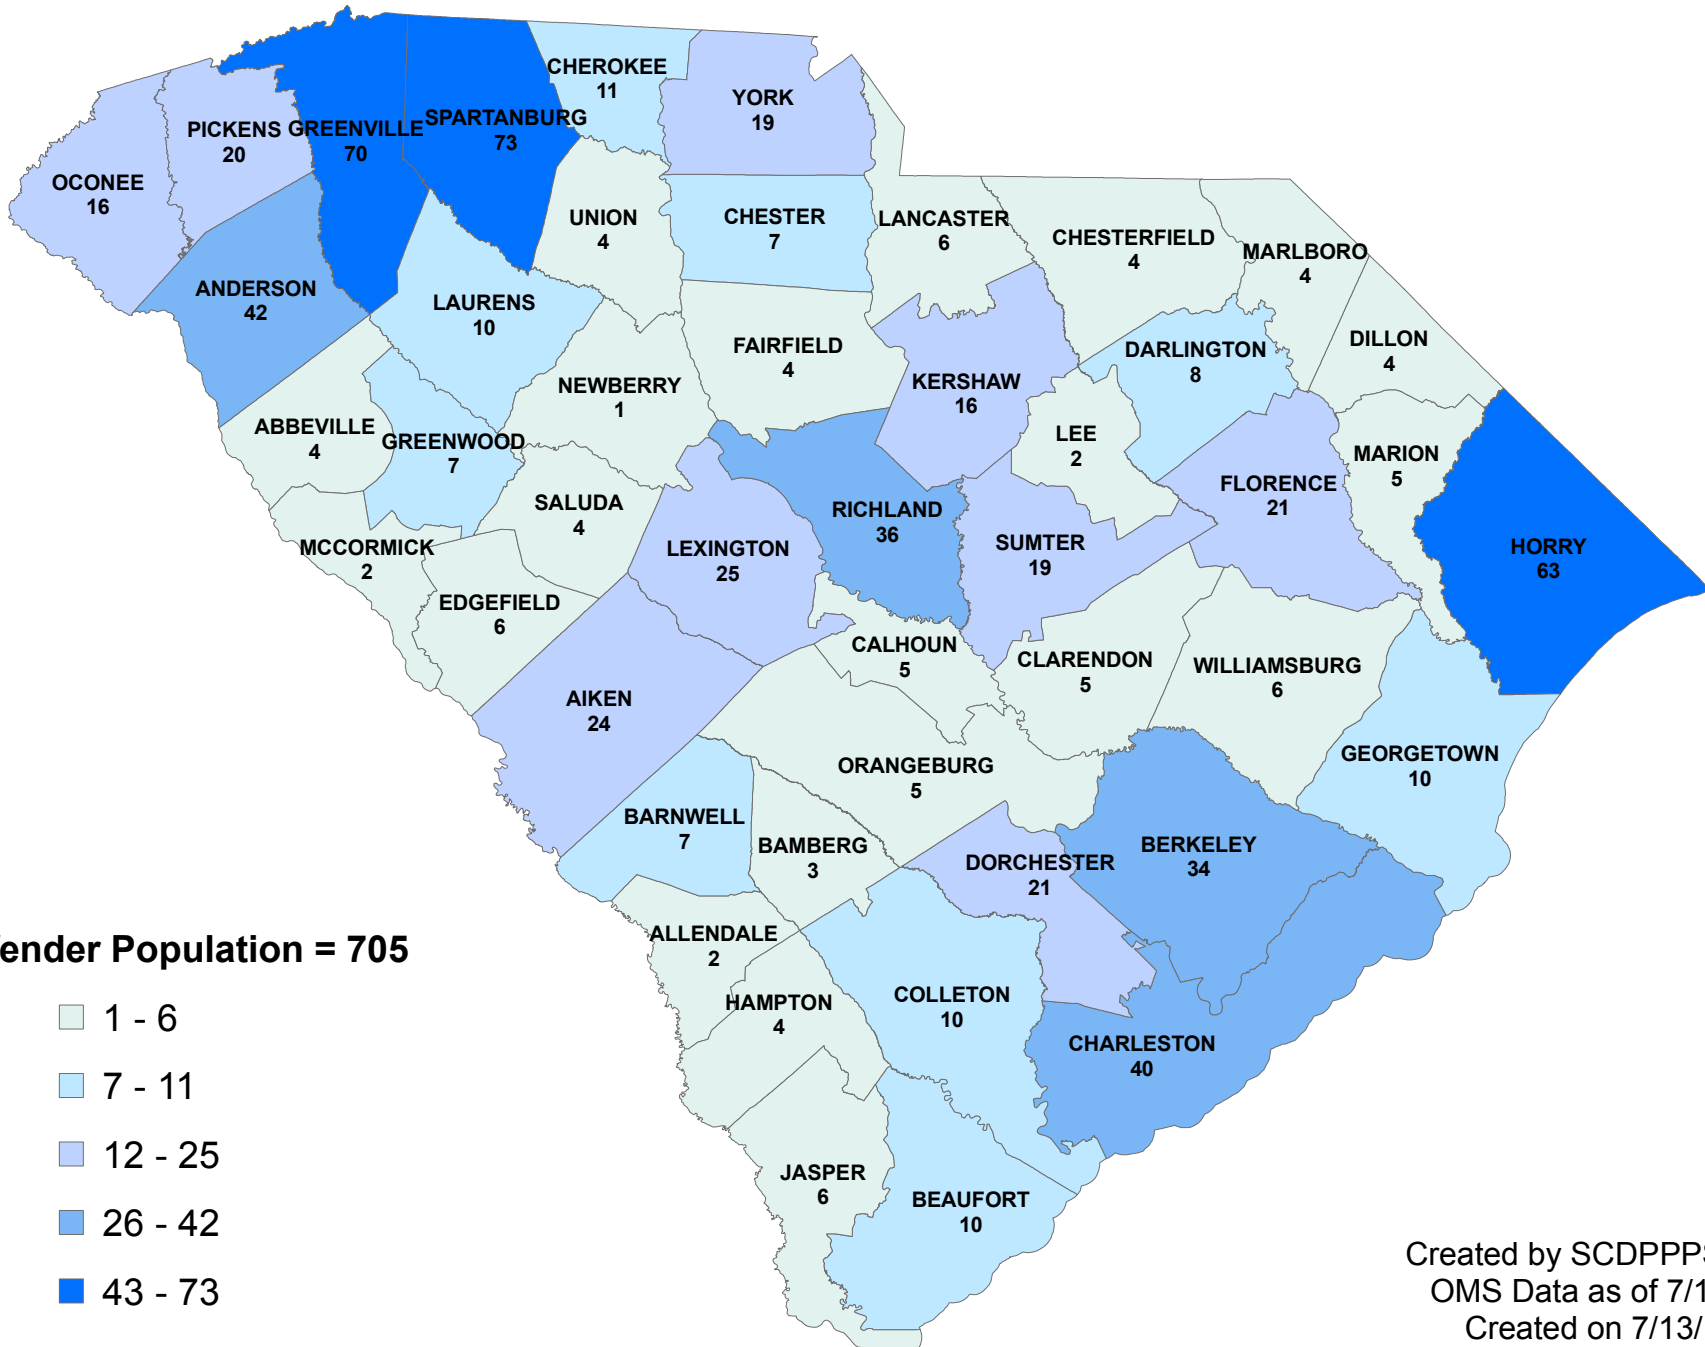 CHEROKEE
11
YORK
19
SPARTANBURG
73
PICKENS
20
GREENVILLE
70
OCONEE
16
UNION
4
CHESTER
7
LANCASTER
6
CHESTERFIELD
4
MARLBORO
4
ANDERSON
42
LAURENS
10
FAIRFIELD
4
DARLINGTON
8
DILLON
4
NEWBERRY
1
KERSHAW
16
ABBEVILLE
4
GREENWOOD
7
LEE
2
MARION
5
SALUDA
4
RICHLAND
36
FLORENCE
21
MCCORMICK
2
LEXINGTON
25
SUMTER
19
HORRY
63
EDGEFIELD
6
CALHOUN
5
CLARENDON
5
WILLIAMSBURG
6
AIKEN
24
ORANGEBURG
5
GEORGETOWN
10
BARNWELL
7
BAMBERG
3
DORCHESTER
21
BERKELEY
34
ALLENDALE
2
HAMPTON
4
COLLETON
10
CHARLESTON
40
JASPER
6
BEAUFORT
10
ender Population = 705
1 - 6
7 - 11
12 - 25
26 - 42
43 - 73
Created by SCDPPP
OMS Data as of 7/1
Created on 7/13/